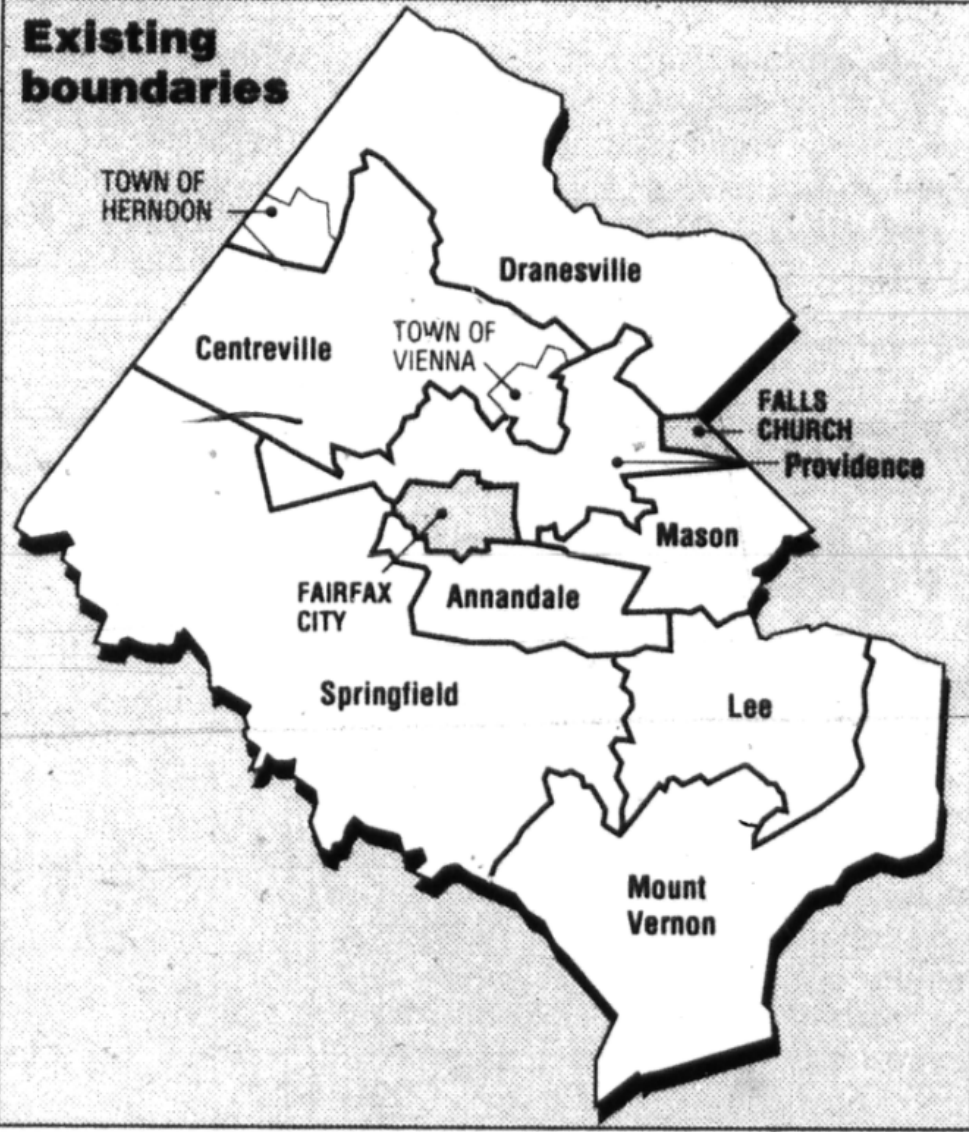 Existing
boundaries
TOWN OF
HERNDON
Dranesville
TOWN OF
VIENNA
Centreville
FALLS
CHURCH
Providence
Mason
FAIRFAX
CITY
Annandale
Springfield
Lee
Mount
Vernon